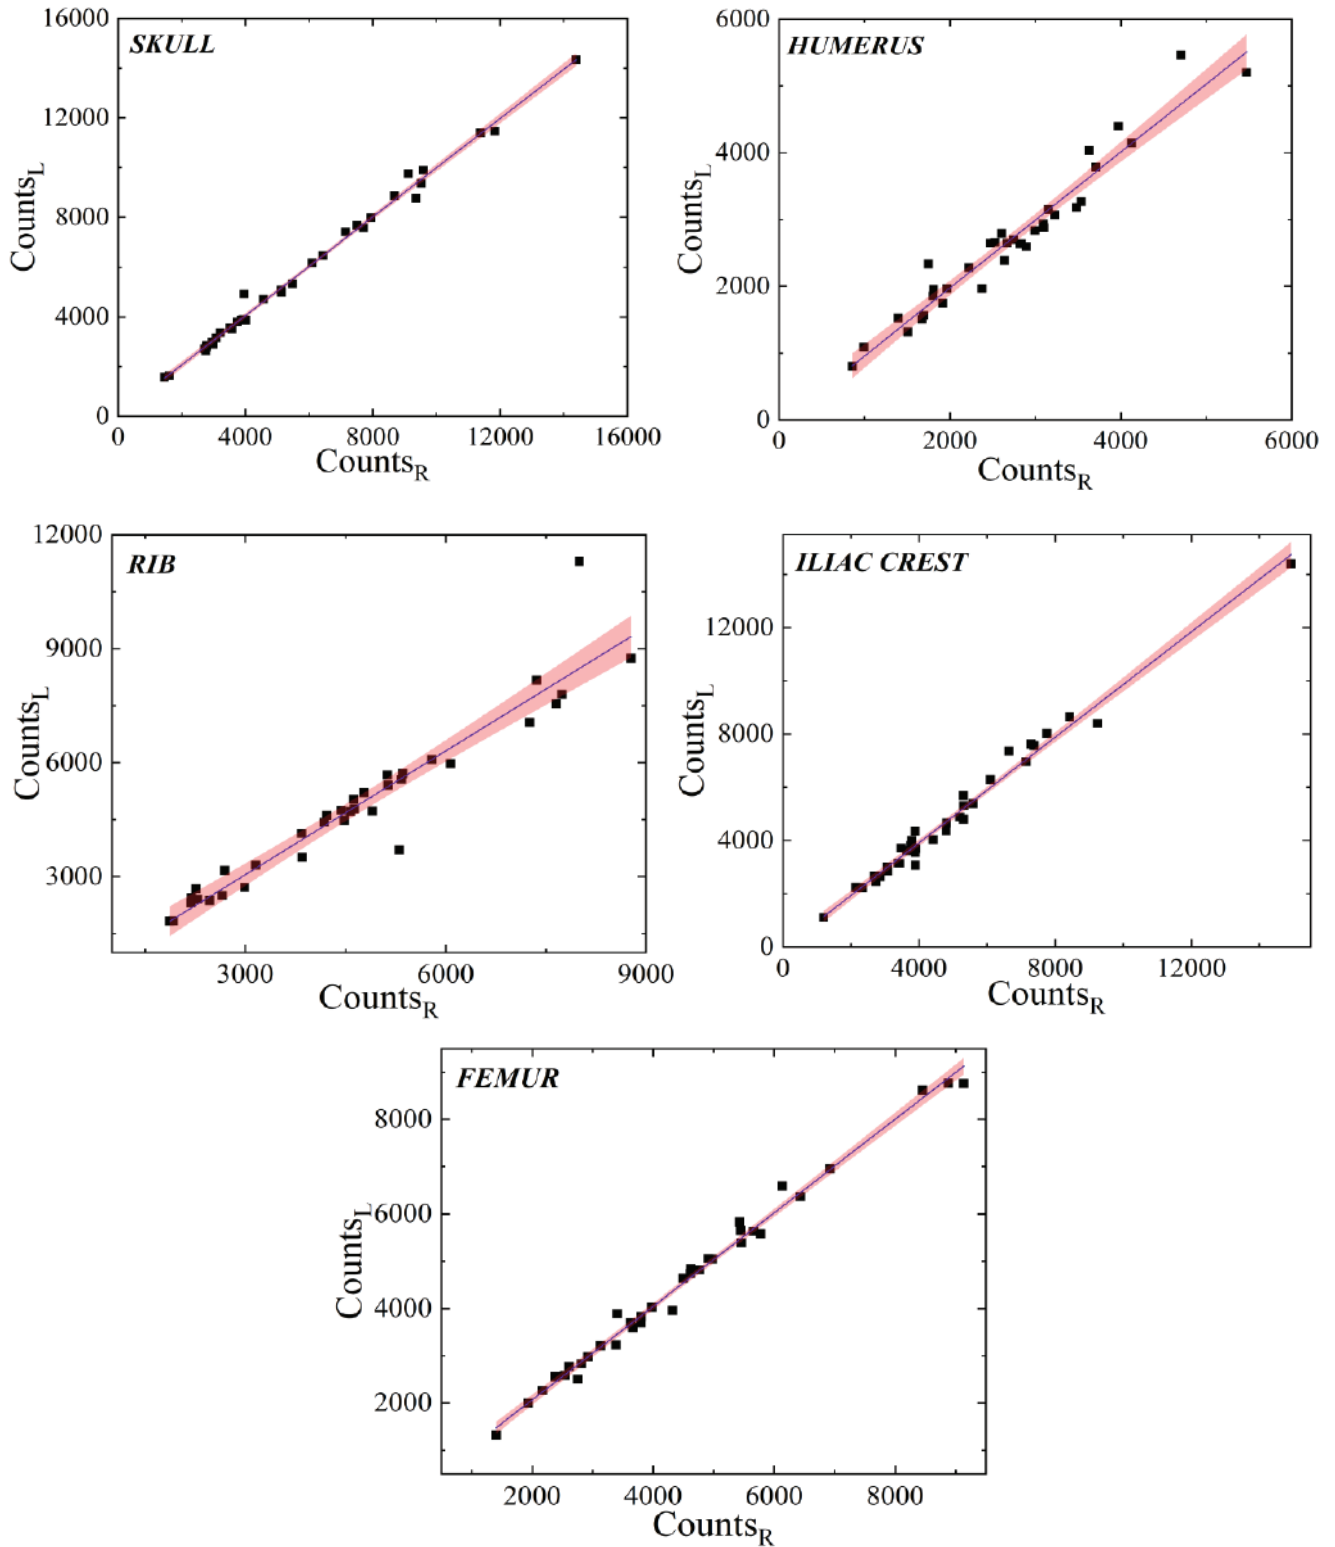 SKULL
16000
12000
8000
4000
0
Counts_L
0 4000 8000 12000 16000
Counts_R
HUMERUS
6000
4000
2000
0
Counts_L
0 2000 4000 6000
Counts_R
RIB
12000
9000
6000
3000
Counts_L
3000 6000 9000
Counts_R
ILIAC CREST
12000
8000
4000
0
Counts_L
0 4000 8000 12000
Counts_R
FEMUR
8000
6000
4000
2000
Counts_L
2000 4000 6000 8000
Counts_R